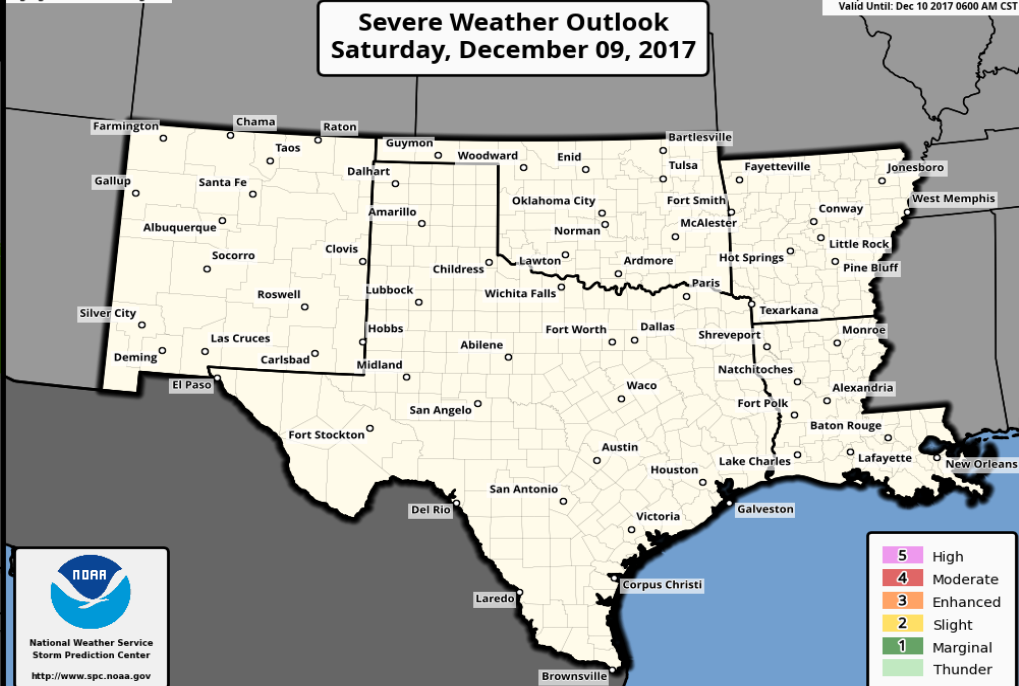 Valid Until: Dec 10 2017 0600 AM CST
Severe Weather Outlook
Saturday, December 09, 2017
Farmington
Chama
Raton
Taos
Guymon
Woodward
Enid
Bartlesville
Tulsa
Fayetteville
Jonesboro
Gallup
Santa Fe
Dalhart
Oklahoma City
Fort Smith
West Memphis
Albuquerque
Amarillo
Norman
McAlester
Conway
Socorro
Clovis
Childress
Lawton
Ardmore
Hot Springs
Little Rock
Pine Bluff
Roswell
Lubbock
Wichita Falls
Paris
Texarkana
Silver City
Las Cruces
Hobbs
Abilene
Fort Worth
Dallas
Shreveport
Monroe
Deming
Carlsbad
Midland
Natchitoches
El Paso
San Angelo
Waco
Fort Polk
Alexandria
Fort Stockton
Austin
Baton Rouge
Houston
Lake Charles
Lafayette
New Orleans
Del Rio
San Antonio
Victoria
Galveston
Laredo
Corpus Christi
Brownsville
NOAA
National Weather Service
Storm Prediction Center
http://www.spc.noaa.gov
5 High
4 Moderate
3 Enhanced
2 Slight
1 Marginal
Thunder